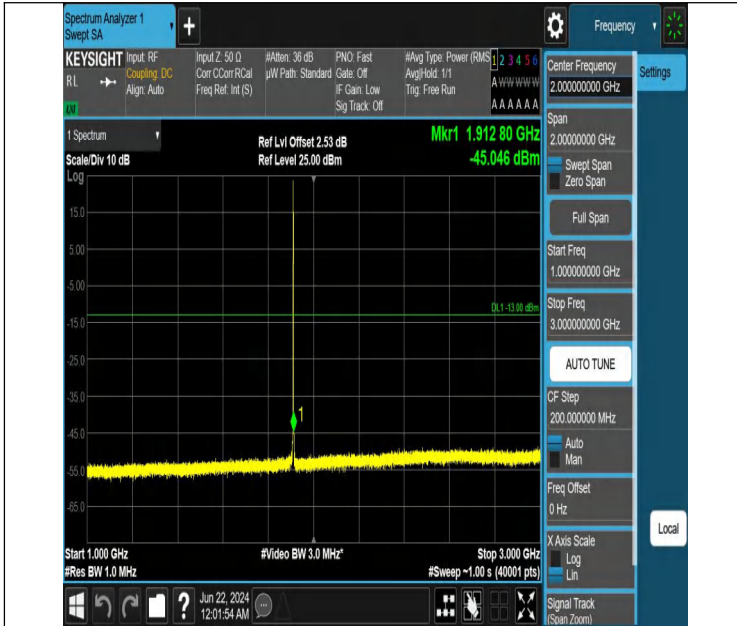 Spectrum Analyzer 1
Swept SA
+
Frequency
KEYSIGHT
RL
Input: RF
Coupling: DC
Align: Auto
Input Z: 50 Ω
Corr CCorr RCal
Freq Ref: Int (S)
#Atten: 36 dB
µW Path: Standard
PNO: Fast
Gate: Off
IF Gain: Low
Sig Track: Off
#Avg Type: Power (RMS
Avg|Hold: 1/1
Trig: Free Run
1 2 3 4 5 6
A W W W W W
A A A A A A
1 Spectrum
Scale/Div 10 dB
Log
Ref Lvl Offset 2.53 dB
Ref Level 25.00 dBm
Mkr1 1.912 80 GHz
-45.046 dBm
15.0
5.00
-5.00
DL1 -13.00 dBm
-15.0
-25.0
-35.0
1
-45.0
-55.0
-65.0
Start 1.000 GHz
#Res BW 1.0 MHz
#Video BW 3.0 MHz*
Stop 3.000 GHz
#Sweep ~1.00 s (40001 pts)
Jun 22, 2024
12:01:54 AM
?
Settings
Center Frequency
2.000000000 GHz
Span
2.00000000 GHz
Swept Span
Zero Span
Full Span
Start Freq
1.000000000 GHz
Stop Freq
3.000000000 GHz
AUTO TUNE
CF Step
200.000000 MHz
Auto
Man
Freq Offset
0 Hz
X Axis Scale
Log
Lin
Signal Track
(Span Zoom)
Local